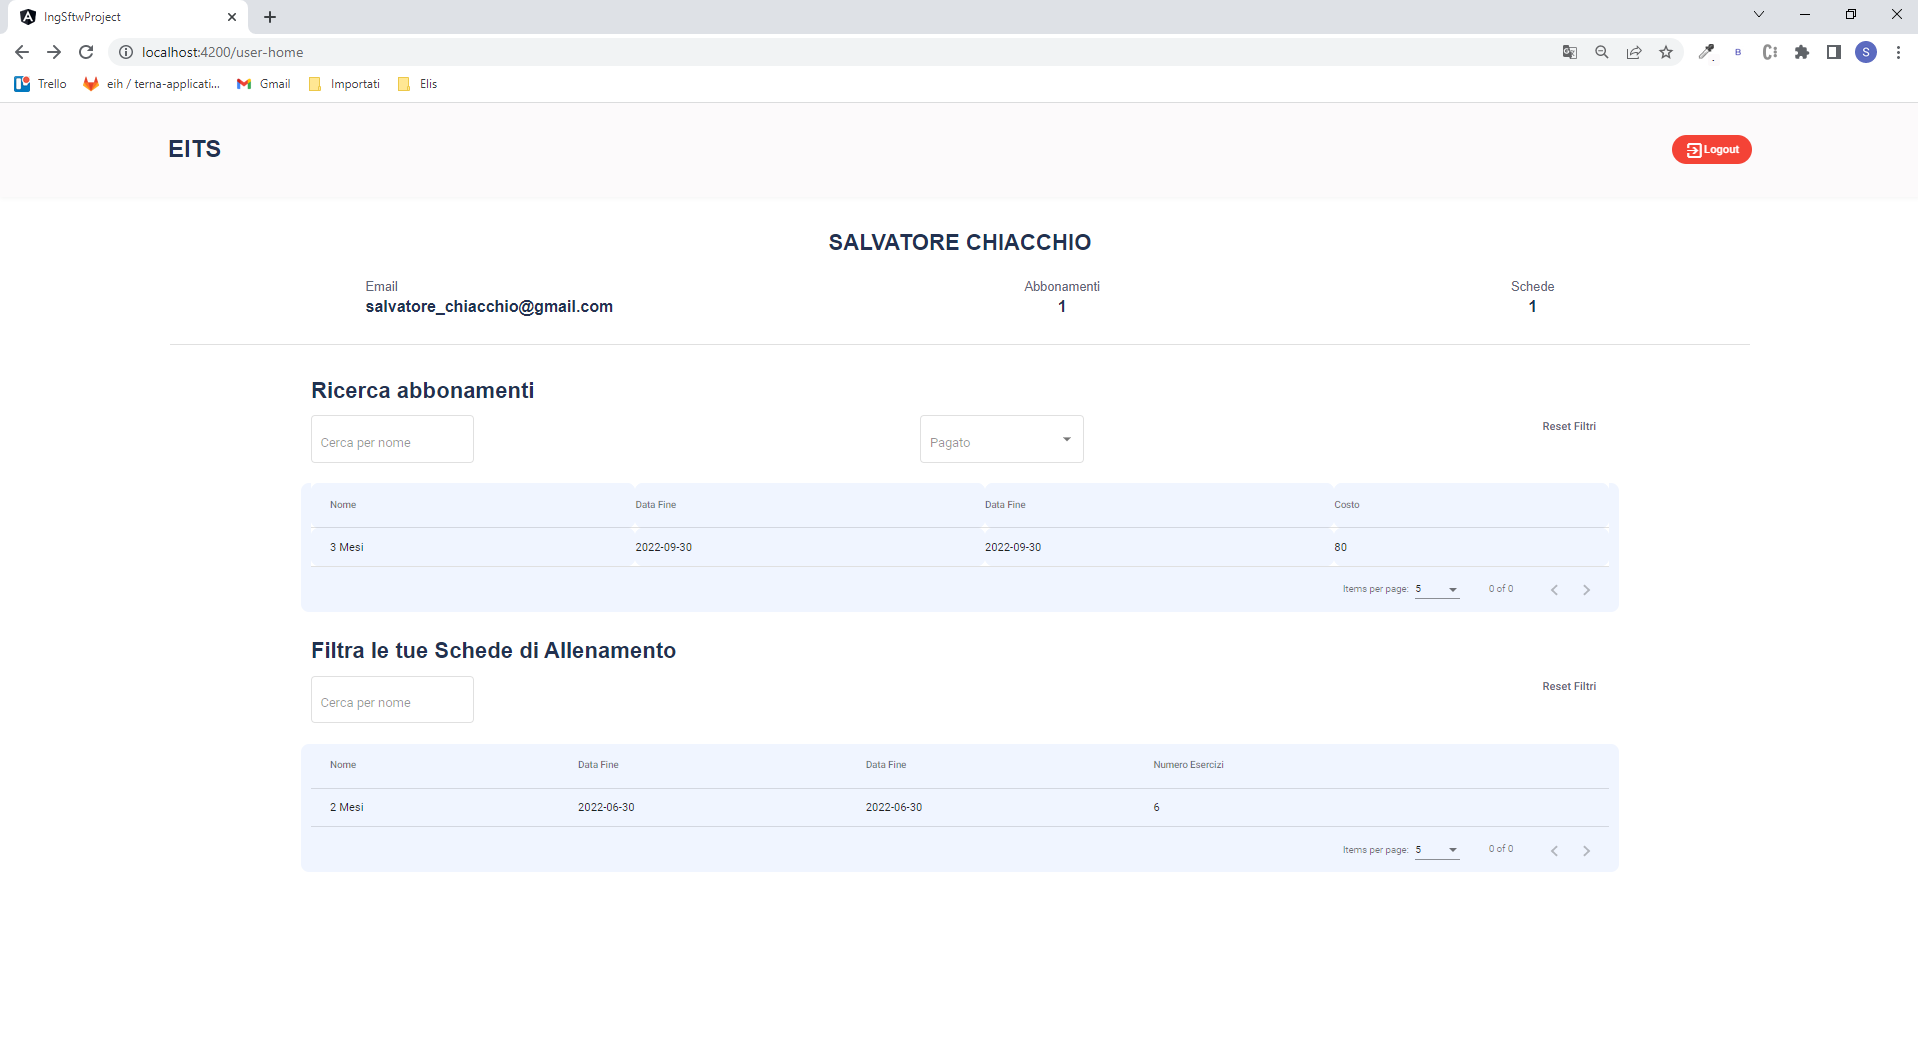 IngSftwProject
localhost:4200/user-home
B
S
Trello
eih / terna-applicati...
Gmail
Importati
Elis
EITS
Logout
SALVATORE CHIACCHIO
Email
Abbonamenti
Schede
salvatore_chiacchio@gmail.com
1
1
Ricerca abbonamenti
Cerca per nome
Pagato
Reset Filtri
Nome
Data Fine
Data Fine
Costo
3 Mesi
2022-09-30
2022-09-30
80
Items per page:
5
0 of 0
Filtra le tue Schede di Allenamento
Cerca per nome
Reset Filtri
Nome
Data Fine
Data Fine
Numero Esercizi
2 Mesi
2022-06-30
2022-06-30
6
Items per page:
5
0 of 0